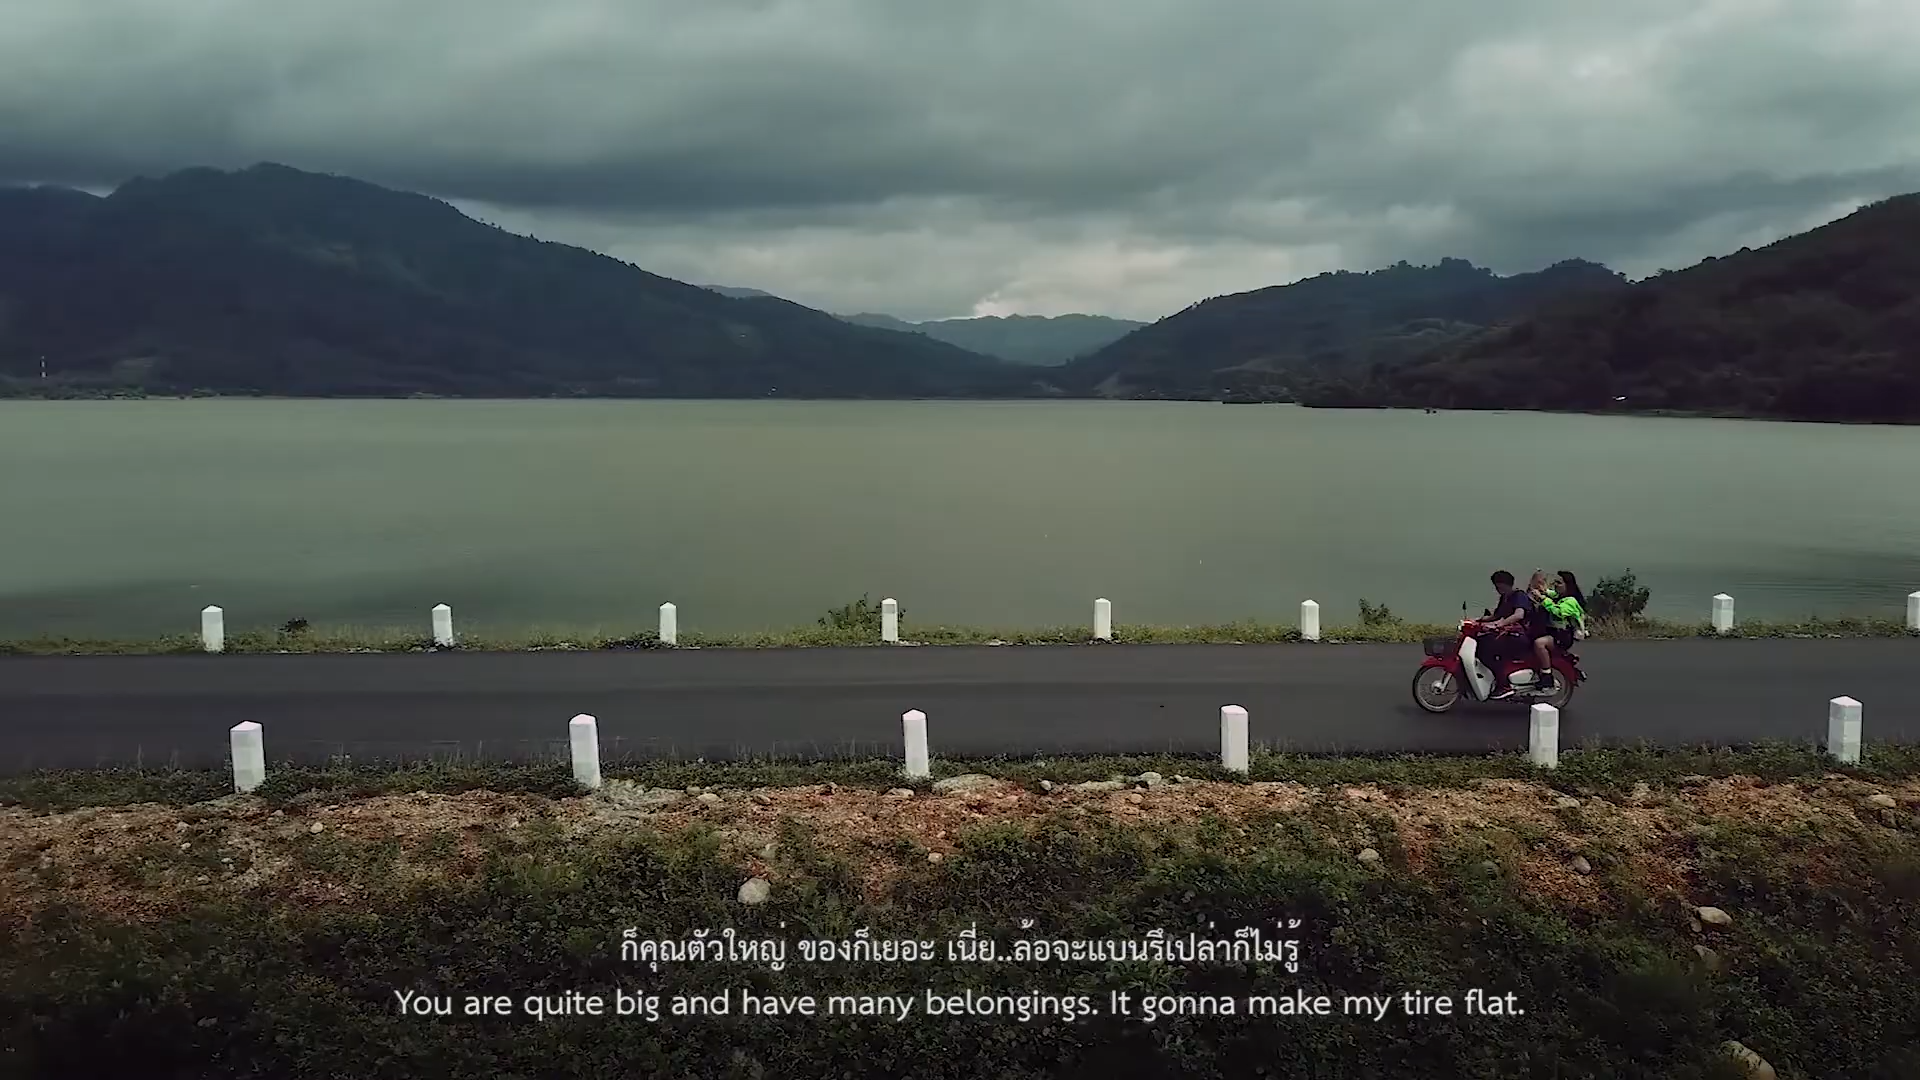 ก็คุณตัวใหญ่ ของก็เยอะ เนี่ย..ล้อจะแบนรึเปล่าก็ไม่รู้
You are quite big and have many belongings. It gonna make my tire flat.